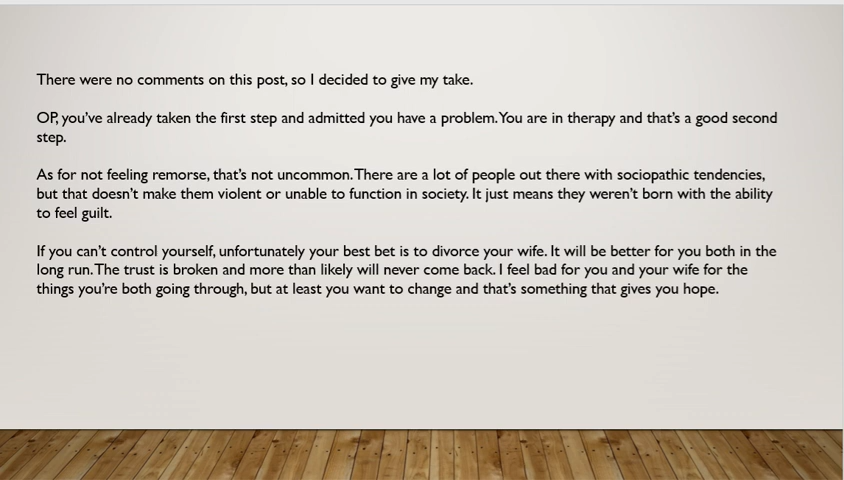 There were no comments on this post, so I decided to give my take.
OP, you've already taken the first step and admitted you have a problem. You are in therapy and that's a good second
step.
As for not feeling remorse, that's not uncommon. There are a lot of people out there with sociopathic tendencies,
but that doesn't make them violent or unable to function in society. It just means they weren't born with the ability
to feel guilt.
If you can't control yourself, unfortunately your best bet is to divorce your wife. It will be better for you both in the
long run. The trust is broken and more than likely will never come back. I feel bad for you and your wife for the
things you're both going through, but at least you want to change and that's something that gives you hope.